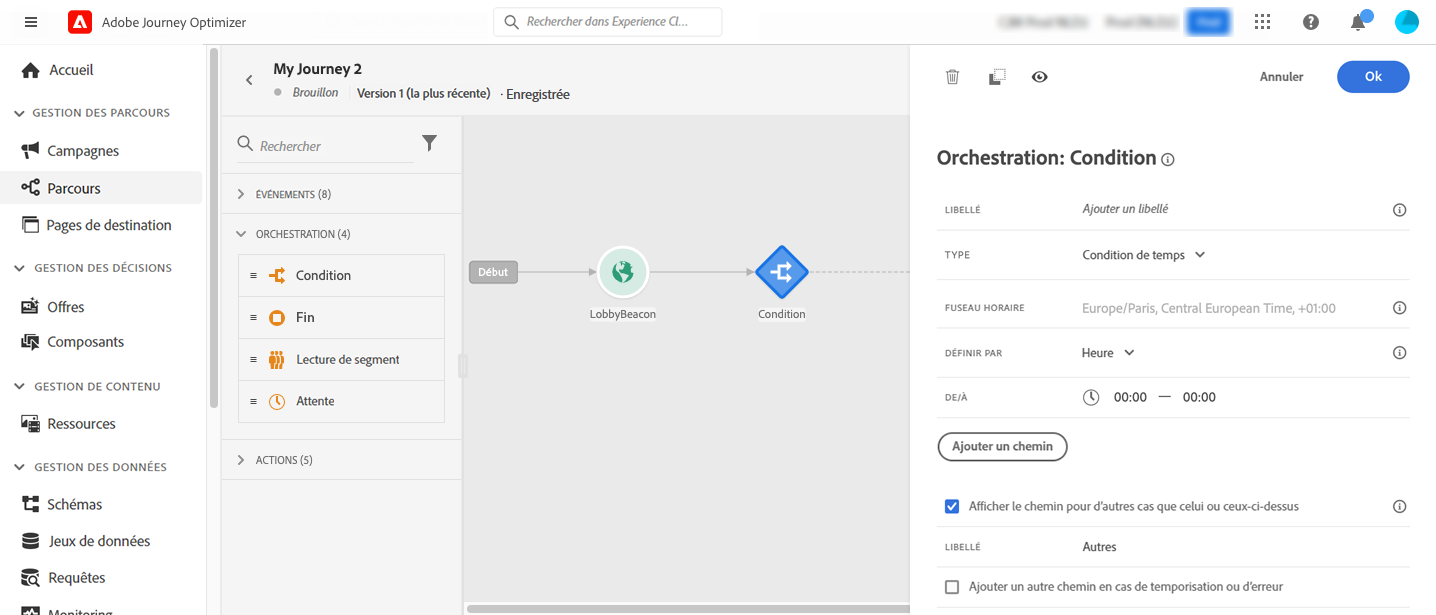 Adobe Journey Optimizer
Rechercher dans Experience Cl...
Accueil
GESTION DES PARCOURS
Campagnes
Parcours
Pages de destination
GESTION DES DÉCISIONS
Offres
Composants
GESTION DE CONTENU
Ressources
GESTION DES DONNÉES
Schémas
Jeux de données
Requêtes
Monitoring
My Journey 2
Brouillon Version 1 (la plus récente) · Enregistrée
Rechercher
ÉVÉNEMENTS (8)
ORCHESTRATION (4)
Condition
Fin
Lecture de segment
Attente
ACTIONS (5)
Début
LobbyBeacon
Condition
Annuler
Ok
Orchestration: Condition
LIBELLÉ Ajouter un libellé
TYPE Condition de temps
FUSEAU HORAIRE Europe/Paris, Central European Time, +01:00
DÉFINIR PAR Heure
DE/À 00:00 — 00:00
Ajouter un chemin
Afficher le chemin pour d'autres cas que celui ou ceux-ci-dessus
LIBELLÉ Autres
Ajouter un autre chemin en cas de temporisation ou d'erreur